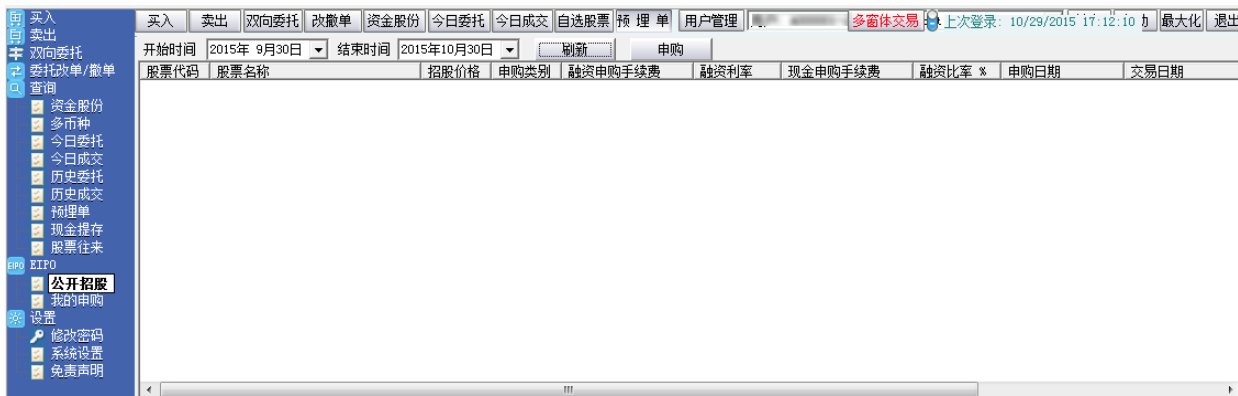 买入 卖出 双向委托 改撤单 资金股份 今日委托 今日成交 自选股票 预 埋 单 用户管理 多窗体交易 上次登录: 10/29/2015 17:12:10 最大化 退出
开始时间 2015年 9月30日 结束时间 2015年10月30日 刷新 申购
股票代码 股票名称 招股价格 申购类别 融资申购手续费 融资利率 现金申购手续费 融资比率 % 申购日期 交易日期
买入
卖出
双向委托
委托改单/撤单
查询
资金股份
多币种
今日委托
今日成交
历史委托
历史成交
预埋单
现金提存
股票往来
EIPO EIPO
公开招股
我的申购
设置
修改密码
系统设置
免责声明